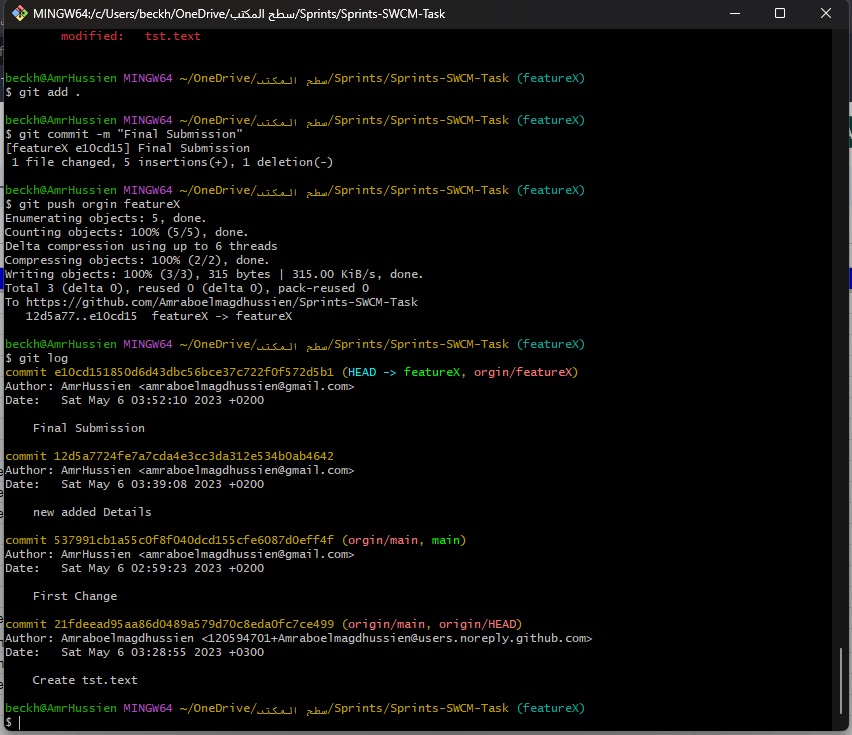 MINGW64:/c/Users/beckh/OneDrive/سطح المكتب/Sprints/Sprints-SWCM-Task
modified:   tst.text
beckh@AmrHussien MINGW64 ~/OneDrive/سطح المكتب/Sprints/Sprints-SWCM-Task (featureX)
$ git add .
beckh@AmrHussien MINGW64 ~/OneDrive/سطح المكتب/Sprints/Sprints-SWCM-Task (featureX)
$ git commit -m "Final Submission"
[featureX e10cd15] Final Submission
 1 file changed, 5 insertions(+), 1 deletion(-)
beckh@AmrHussien MINGW64 ~/OneDrive/سطح المكتب/Sprints/Sprints-SWCM-Task (featureX)
$ git push orgin featureX
Enumerating objects: 5, done.
Counting objects: 100% (5/5), done.
Delta compression using up to 6 threads
Compressing objects: 100% (2/2), done.
Writing objects: 100% (3/3), 315 bytes | 315.00 KiB/s, done.
Total 3 (delta 0), reused 0 (delta 0), pack-reused 0
To https://github.com/Amraboelmagdhussien/Sprints-SWCM-Task
   12d5a77..e10cd15  featureX -> featureX
beckh@AmrHussien MINGW64 ~/OneDrive/سطح المكتب/Sprints/Sprints-SWCM-Task (featureX)
$ git log
commit e10cd151850d6d43dbc56bce37c722f0f572d5b1 (HEAD -> featureX, orgin/featureX)
Author: AmrHussien <amraboelmagdhussien@gmail.com>
Date:   Sat May 6 03:52:10 2023 +0200
    Final Submission
commit 12d5a7724fe7a7cda4e3cc3da312e534b0ab4642
Author: AmrHussien <amraboelmagdhussien@gmail.com>
Date:   Sat May 6 03:39:08 2023 +0200
    new added Details
commit 537991cb1a55c0f8f040dcd155cfe6087d0eff4f (orgin/main, main)
Author: AmrHussien <amraboelmagdhussien@gmail.com>
Date:   Sat May 6 02:59:23 2023 +0200
    First Change
commit 21fdeead95aa86d0489a579d70c8eda0fc7ce499 (origin/main, origin/HEAD)
Author: Amraboelmagdhussien <120594701+Amraboelmagdhussien@users.noreply.github.com>
Date:   Sat May 6 03:28:55 2023 +0300
    Create tst.text
beckh@AmrHussien MINGW64 ~/OneDrive/سطح المكتب/Sprints/Sprints-SWCM-Task (featureX)
$